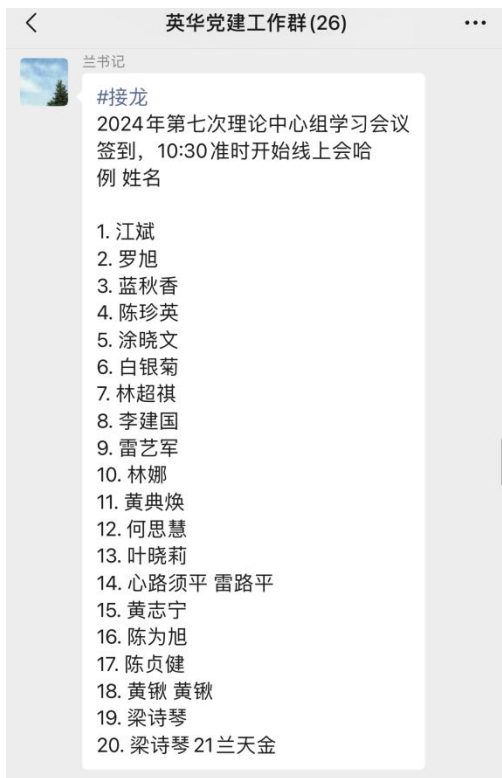 英华党建工作群(26)
兰书记
#接龙
2024年第七次理论中心组学习会议
签到，10:30准时开始线上会哈
例 姓名
1. 江斌
2. 罗旭
3. 蓝秋香
4. 陈珍英
5. 涂晓文
6. 白银菊
7. 林超祺
8. 李建国
9. 雷艺军
10. 林娜
11. 黄典焕
12. 何思慧
13. 叶晓莉
14. 心路须平 雷路平
15. 黄志宁
16. 陈为旭
17. 陈贞健
18. 黄锹 黄锹
19. 梁诗琴
20. 梁诗琴21兰天金